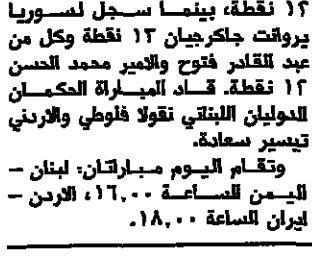 ١٢ نقطة، بينما سجل لسوريا
يروانت جاكرجيان ١٣ نقطة وكل من
عبد القادر فتوح والامير محمد الحسن
١٢ نقطة. قاد المباراة الحكمان
الدوليان اللبناني نقولا فلوطي والاردني
تيسير سعادة.
وتقام اليوم مباراتان: لبنان –
اليمن للساعة ١٦,٠٠، الاردن –
ايران الساعة ١٨,٠٠.